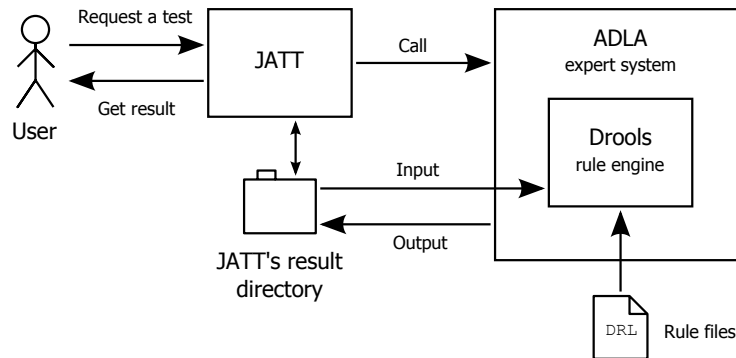 Request a test
JATT
Get result
User
Call
ADLA
expert system
Drools
rule engine
Input
Output
JATT's result
directory
DRL
Rule files